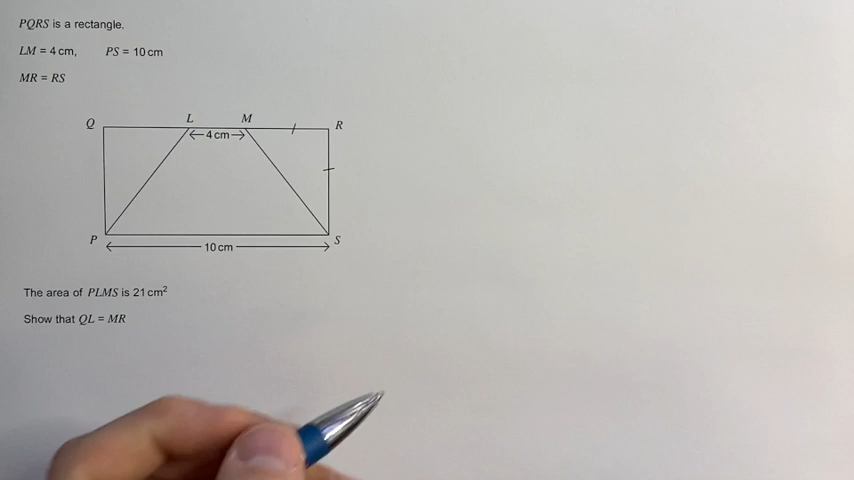 PQRS is a rectangle.
LM = 4 cm, PS = 10 cm
MR = RS
Q L M R
4 cm
P S
10 cm
The area of PLMS is 21 cm²
Show that QL = MR